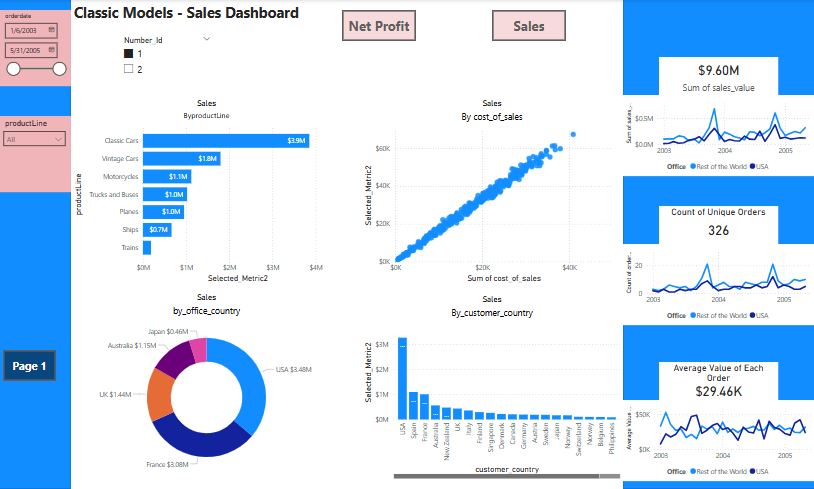 Classic Models - Sales Dashboard
orderdate
1/6/2003
5/31/2005
productLine
All
Page 1
Number_Id
1
2
Net Profit
Sales
Sales
ByproductLine
productLine
Classic Cars $3.9M
Vintage Cars $1.8M
Motorcycles $1.1M
Trucks and Buses $1.0M
Planes $1.0M
Ships $0.7M
Trains
$0M $1M $2M $3M $4M
Selected_Metric2
Sales
By cost_of_sales
Selected_Metric2
$60K
$40K
$20K
$0K
$0K $20K $40K
Sum of cost_of_sales
Sales
by_office_country
Japan $0.46M
Australia $1.15M
UK $1.44M
USA $3.48M
France $3.08M
Sales
By_customer_country
Selected_Metric2
$3M
$2M
$1M
$0M
USA
Spain
France
Australia
New Zealand
UK
Italy
Finland
Singapore
Denmark
Canada
Germany
Austria
Sweden
Japan
Norway
Switzerland
Norway
Belgium
Philippines
customer_country
$9.60M
Sum of sales_value
Sum of sales_...
$0.5M
$0.0M
2003 2004 2005
Office Rest of the World USA
Count of Unique Orders
326
Count of order...
20
0
2003 2004 2005
Office Rest of the World USA
Average Value of Each
Order
$29.46K
Average Value...
$50K
$0K
2003 2004 2005
Office Rest of the World USA